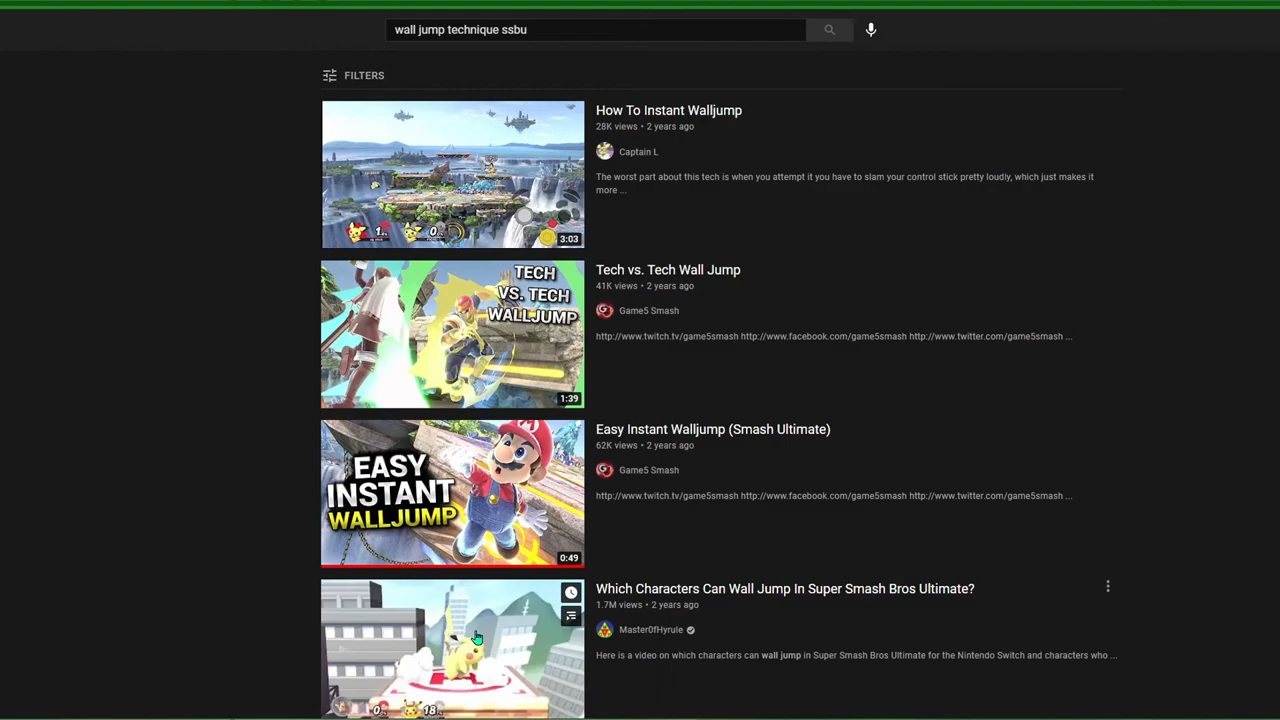 wall jump technique ssbu
FILTERS
How To Instant Walljump
28K views • 2 years ago
Captain L
The worst part about this tech is when you attempt it you have to slam your control stick pretty loudly, which just makes it
more ...
3:03
TECH
VS. TECH
WALLJUMP
1:39
Tech vs. Tech Wall Jump
41K views • 2 years ago
Game5 Smash
http://www.twitch.tv/game5smash http://www.facebook.com/game5smash http://www.twitter.com/game5smash ...
EASY
INSTANT
WALLJUMP
0:49
Easy Instant Walljump (Smash Ultimate)
62K views • 2 years ago
Game5 Smash
http://www.twitch.tv/game5smash http://www.facebook.com/game5smash http://www.twitter.com/game5smash ...
Which Characters Can Wall Jump In Super Smash Bros Ultimate?
1.7M views • 2 years ago
Master0fHyrule
Here is a video on which characters can wall jump in Super Smash Bros Ultimate for the Nintendo Switch and characters who ...